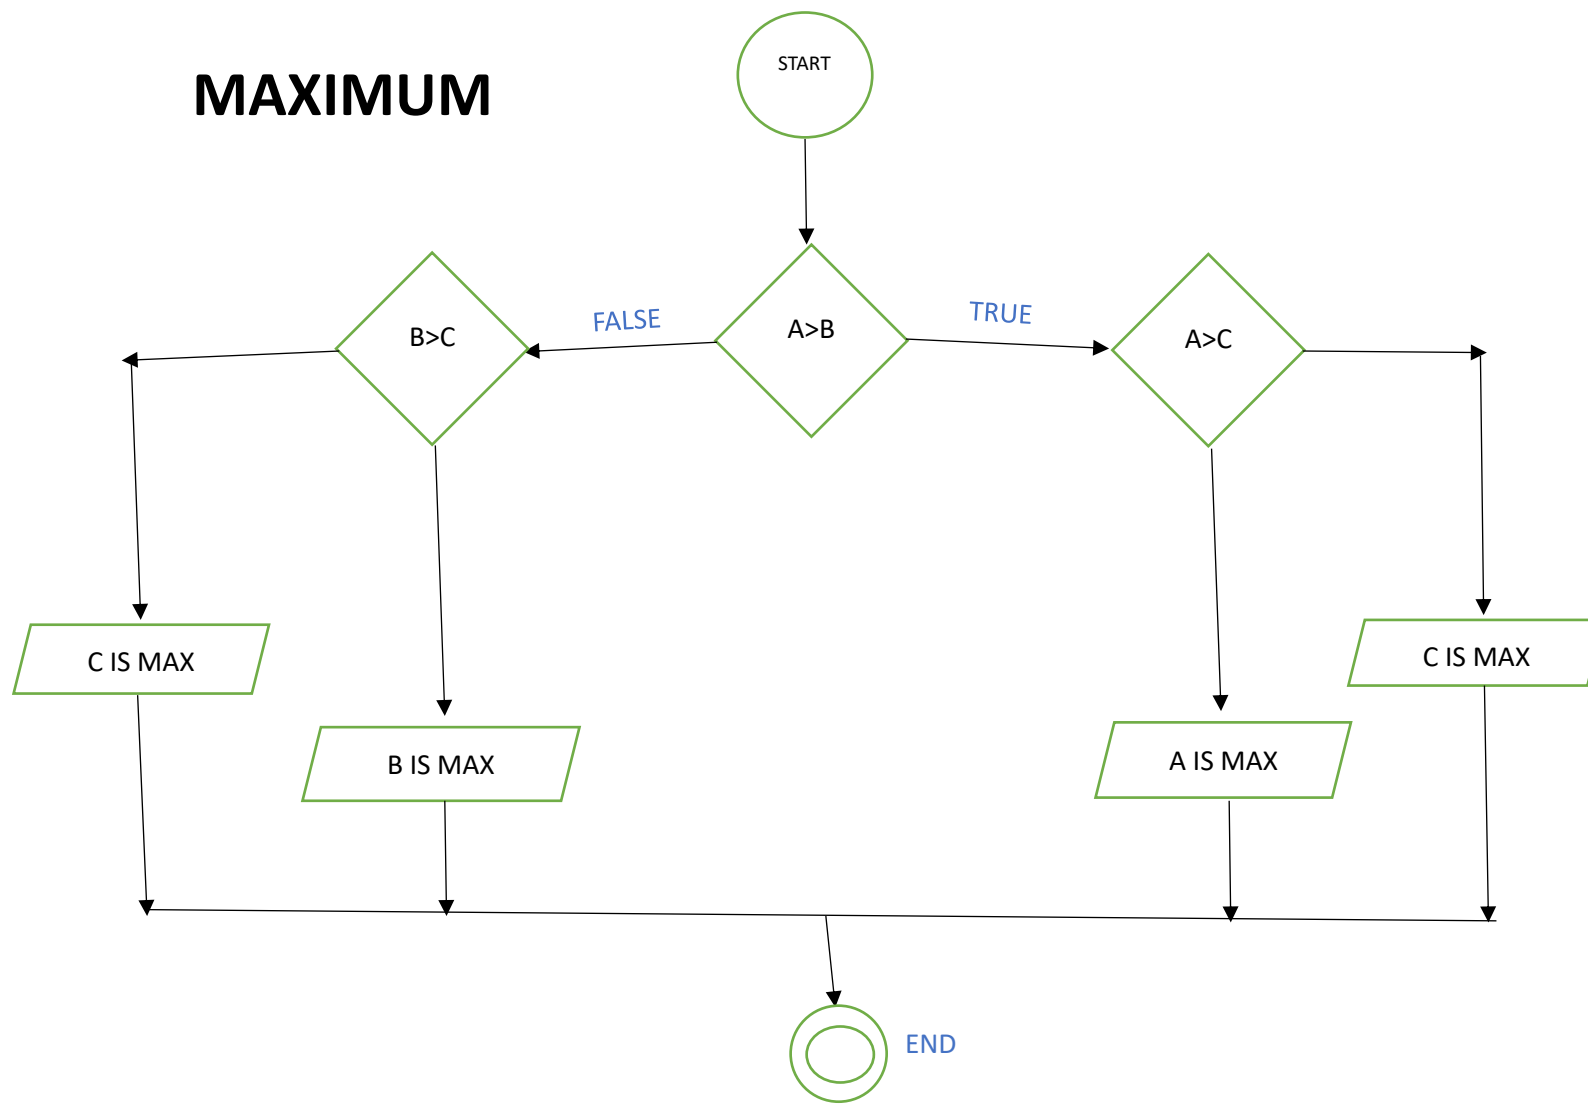 MAXIMUM
START
B>C
FALSE
A>B
TRUE
A>C
C IS MAX
B IS MAX
A IS MAX
C IS MAX
END